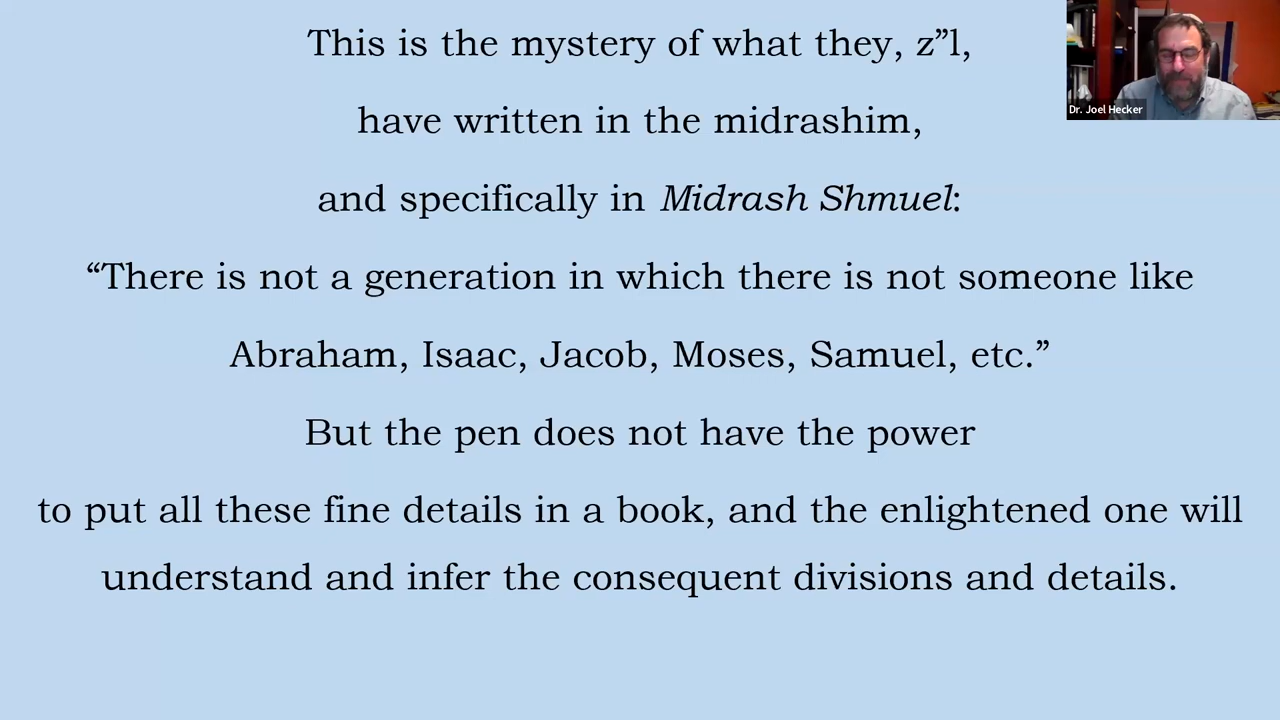 This is the mystery of what they, z”l,
have written in the midrashim,
and specifically in Midrash Shmuel:
“There is not a generation in which there is not someone like
Abraham, Isaac, Jacob, Moses, Samuel, etc.”
But the pen does not have the power
to put all these fine details in a book, and the enlightened one will
understand and infer the consequent divisions and details.
Dr. Joel Hecker